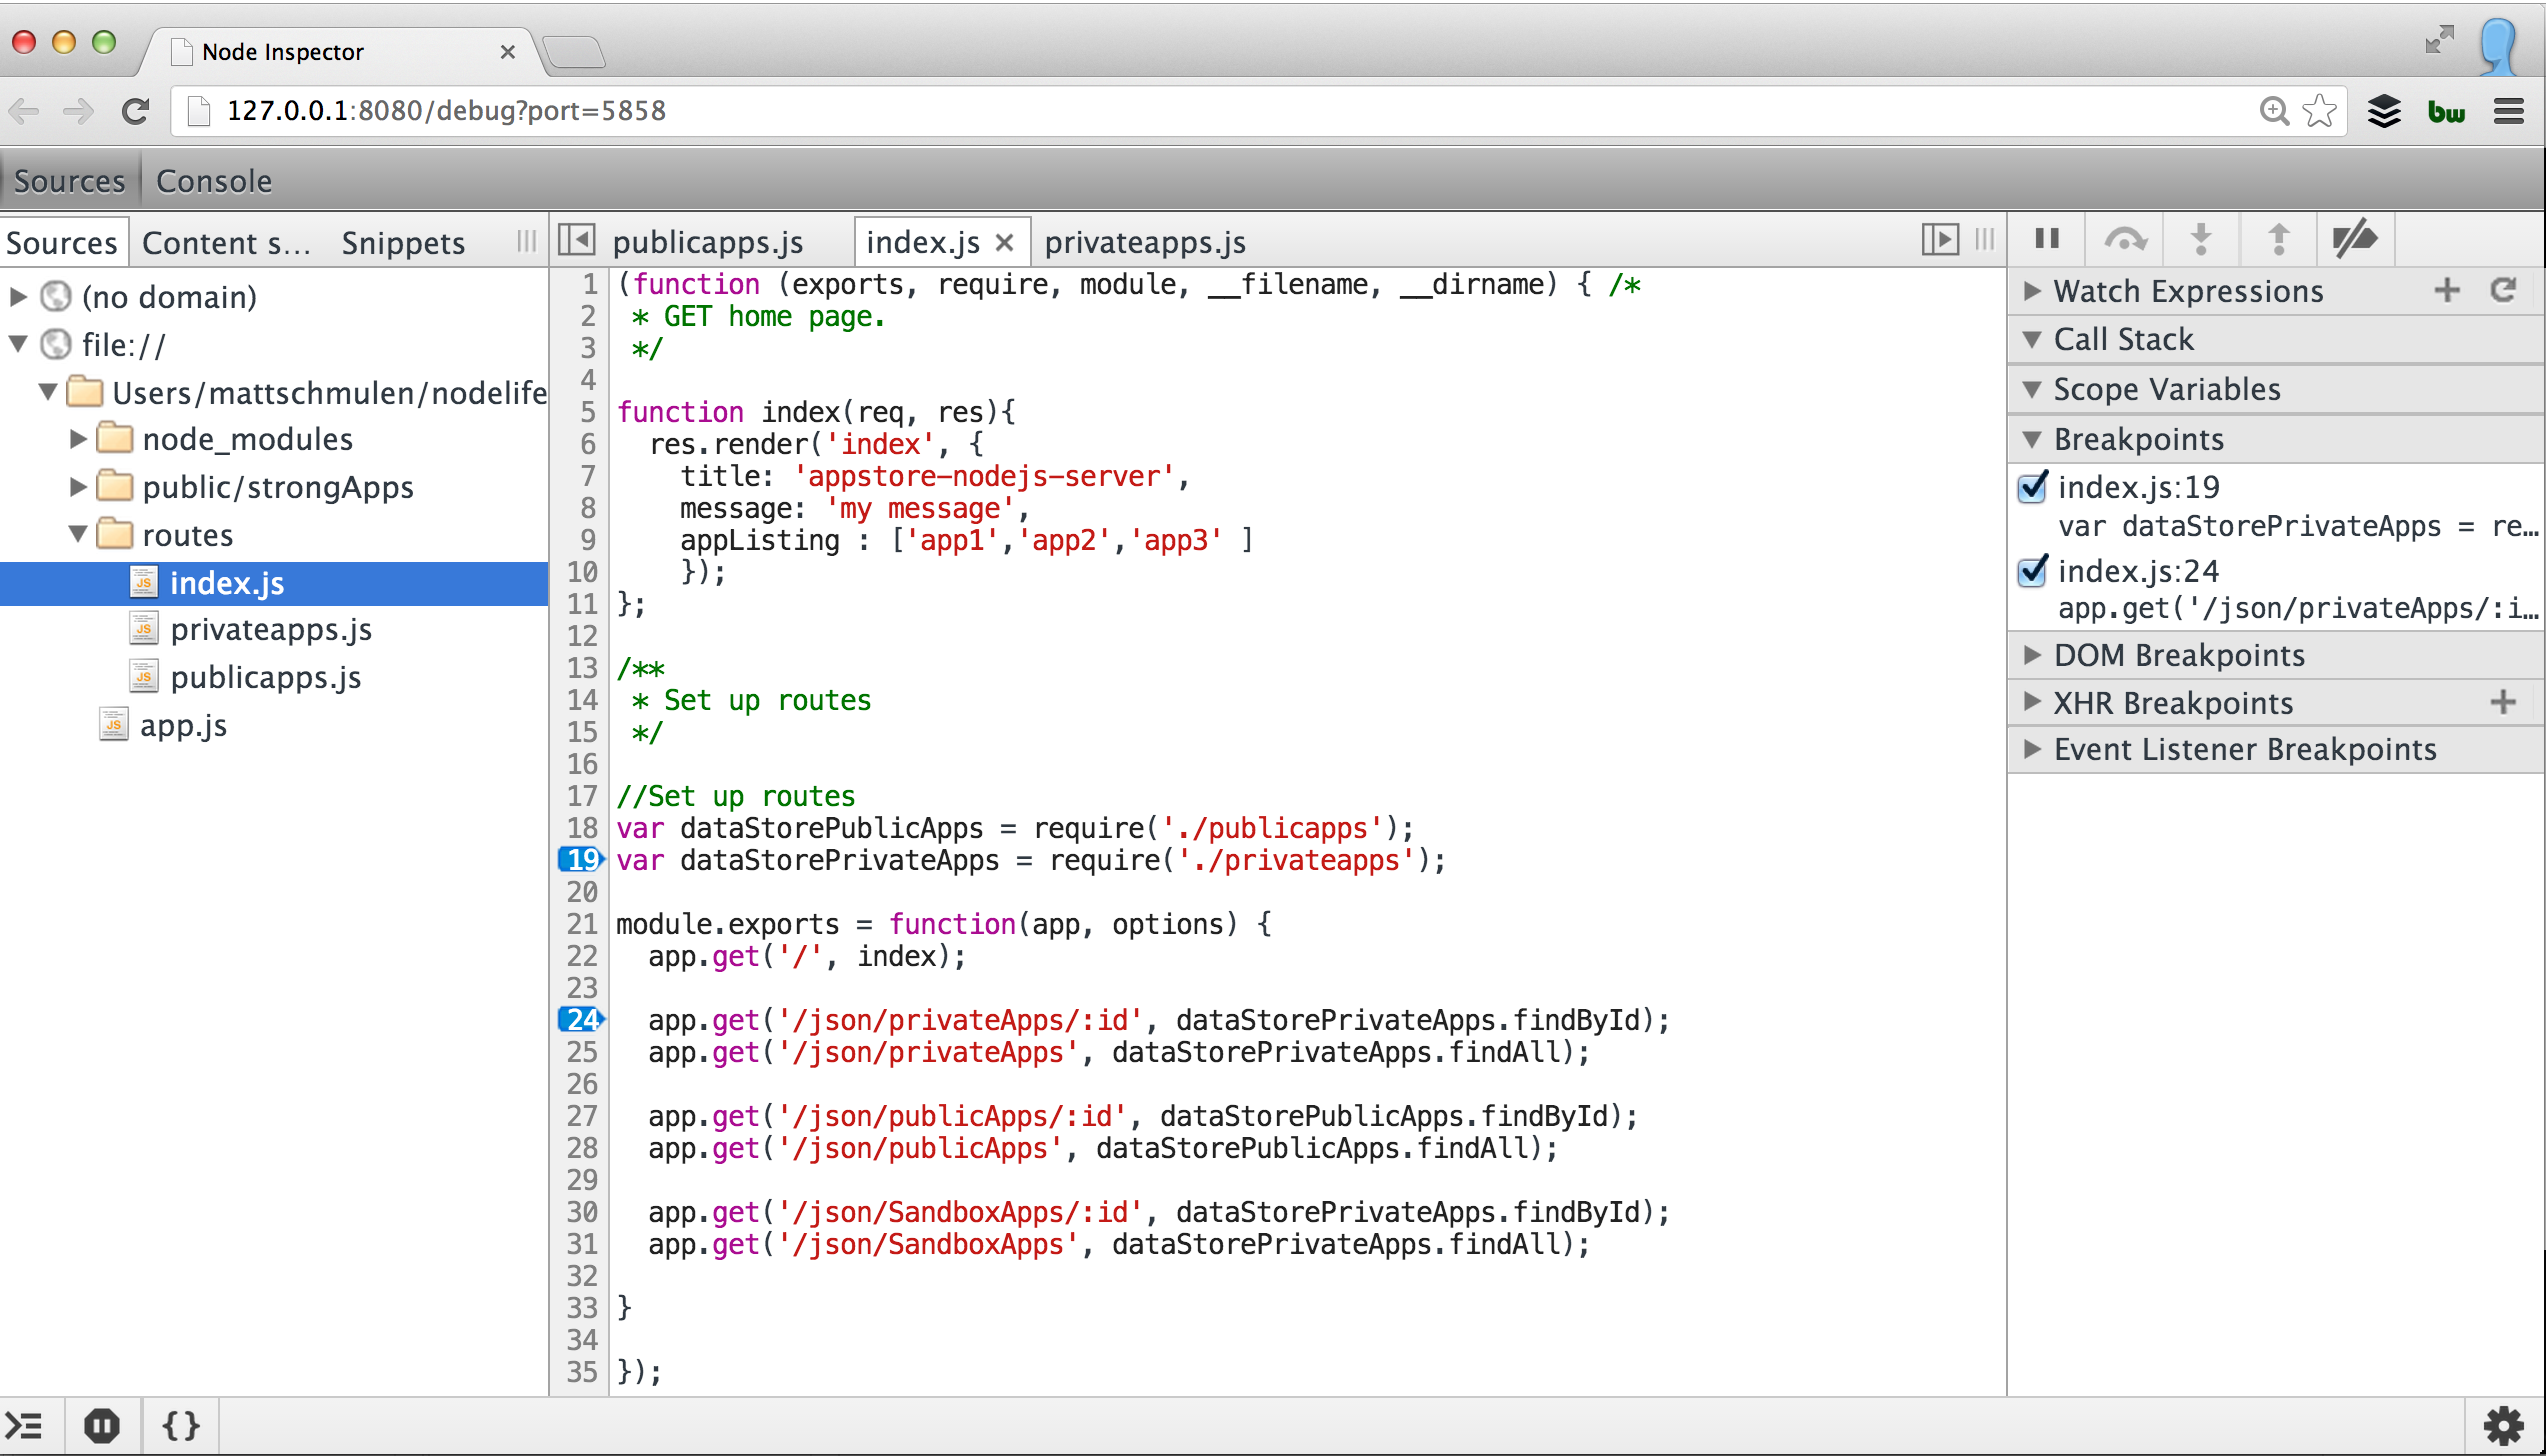 Node Inspector
127.0.0.1:8080/debug?port=5858
bw
Sources Console
Sources Content s... Snippets
publicapps.js index.js privateapps.js
(no domain)
file://
Users/mattschmulen/nodelife
node_modules
public/strongApps
routes
index.js
privateapps.js
publicapps.js
app.js
1 (function (exports, require, module, __filename, __dirname) { /*
2 * GET home page.
3 */
4
5 function index(req, res){
6 res.render('index', {
7 title: 'appstore-nodejs-server',
8 message: 'my message',
9 appListing : ['app1','app2','app3' ]
10 });
11 };
12
13 /**
14 * Set up routes
15 */
16
17 //Set up routes
18 var dataStorePublicApps = require('./publicapps');
19 var dataStorePrivateApps = require('./privateapps');
20
21 module.exports = function(app, options) {
22 app.get('/', index);
23
24 app.get('/json/privateApps/:id', dataStorePrivateApps.findById);
25 app.get('/json/privateApps', dataStorePrivateApps.findAll);
26
27 app.get('/json/publicApps/:id', dataStorePublicApps.findById);
28 app.get('/json/publicApps', dataStorePublicApps.findAll);
29
30 app.get('/json/SandboxApps/:id', dataStorePrivateApps.findById);
31 app.get('/json/SandboxApps', dataStorePrivateApps.findAll);
32
33 }
34
35 });
Watch Expressions
Call Stack
Scope Variables
Breakpoints
index.js:19
var dataStorePrivateApps = re...
index.js:24
app.get('/json/privateApps/:i...
DOM Breakpoints
XHR Breakpoints
Event Listener Breakpoints
{}